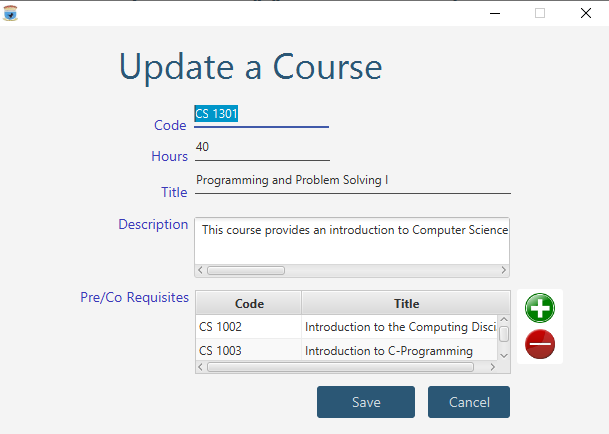 Update a Course
Code CS 1301
Hours 40
Title Programming and Problem Solving I
Description This course provides an introduction to Computer Science
Pre/Co Requisites Code Title
CS 1002 Introduction to the Computing Disci
CS 1003 Introduction to C-Programming
Save Cancel